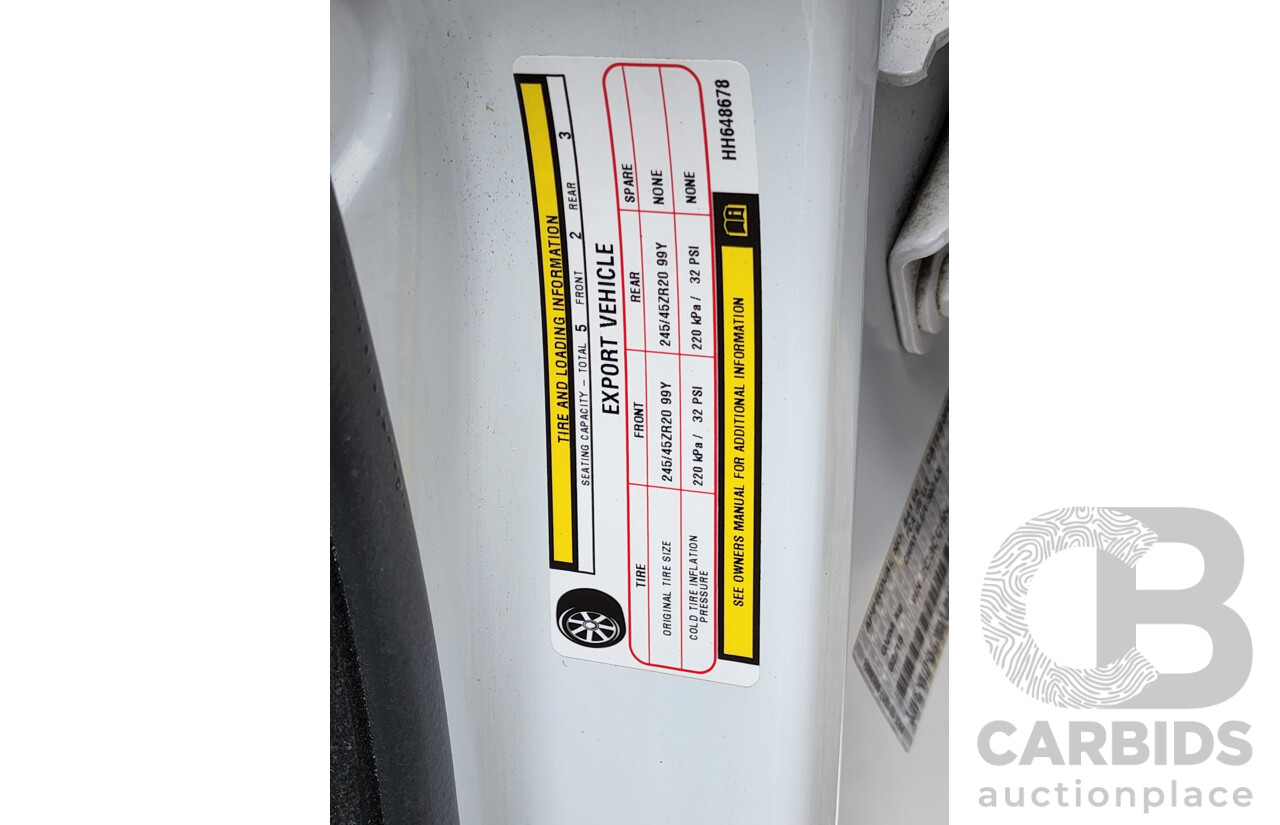 TIRE AND LOADING INFORMATION
SEATING CAPACITY – TOTAL 5 FRONT 2 REAR 3
EXPORT VEHICLE
TIRE FRONT REAR SPARE
ORIGINAL TIRE SIZE 245/45ZR20 99Y 245/45ZR20 99Y NONE
COLD TIRE INFLATION PRESSURE 220 kPa / 32 PSI 220 kPa / 32 PSI NONE
SEE OWNERS MANUAL FOR ADDITIONAL INFORMATION
HH648678
CB
CARBIDS
auctionplace